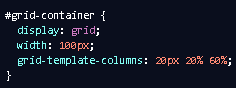 #grid-container {
display: grid;
width: 100px;
grid-template-columns: 20px 20% 60%;
}